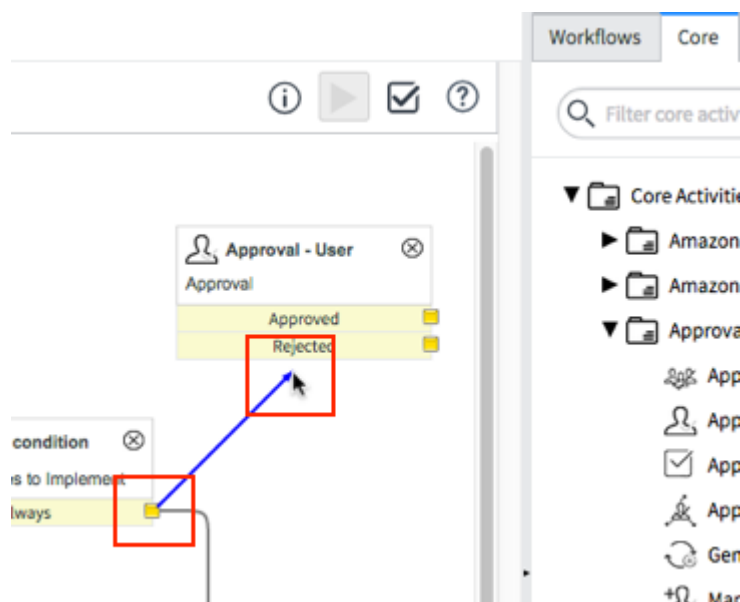 Workflows Core
Filter core activ
Core Activitie
Amazon
Amazon
Approva
App
App
App
App
Gen
Man
Approval - User
Approval
Approved
Rejected
condition
s to Implement
lways